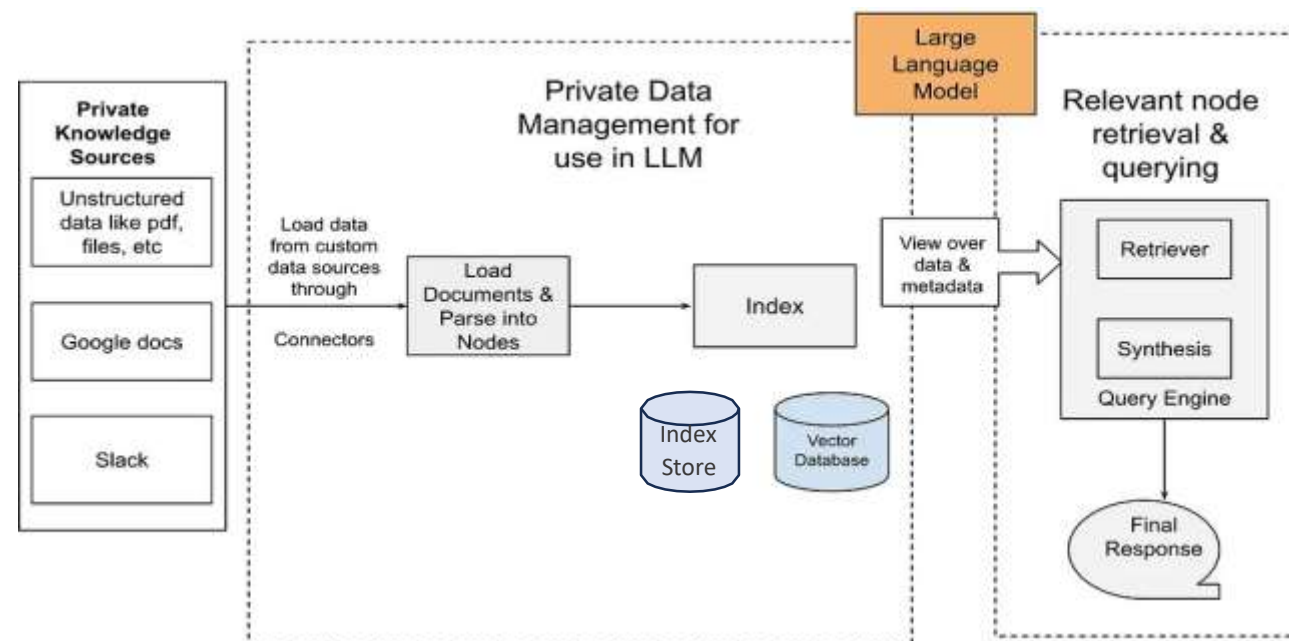 Large
Language
Model
Private
Knowledge
Sources
Unstructured
data like pdf,
files, etc
Google docs
Slack
Private Data
Management for
use in LLM
Load data
from custom
data sources
through
Connectors
Load
Documents &
Parse into
Nodes
Index
Index
Store
Vector
Database
View over
data &
metadata
Relevant node
retrieval &
querying
Retriever
Synthesis
Query Engine
Final
Response